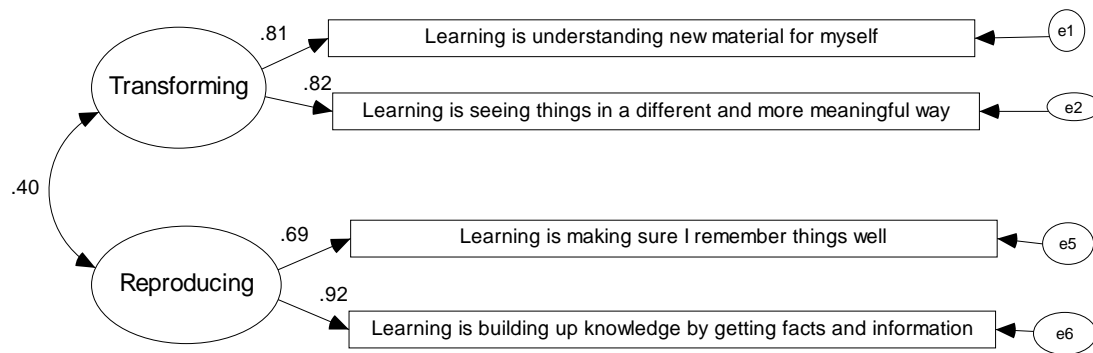 .81
Learning is understanding new material for myself
e1
Transforming
.82
Learning is seeing things in a different and more meaningful way
e2
.40
.69
Learning is making sure I remember things well
e5
Reproducing
.92
Learning is building up knowledge by getting facts and information
e6